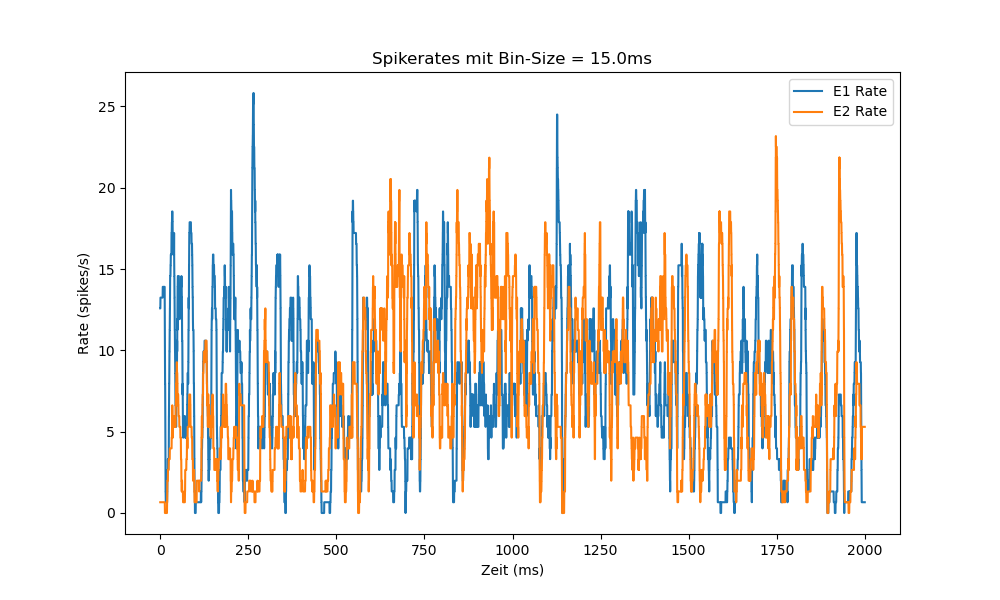 Spikerates mit Bin-Size = 15.0ms
E1 Rate
E2 Rate
Rate (spikes/s)
25
20
15
10
5
0
0 250 500 750 1000 1250 1500 1750 2000
Zeit (ms)